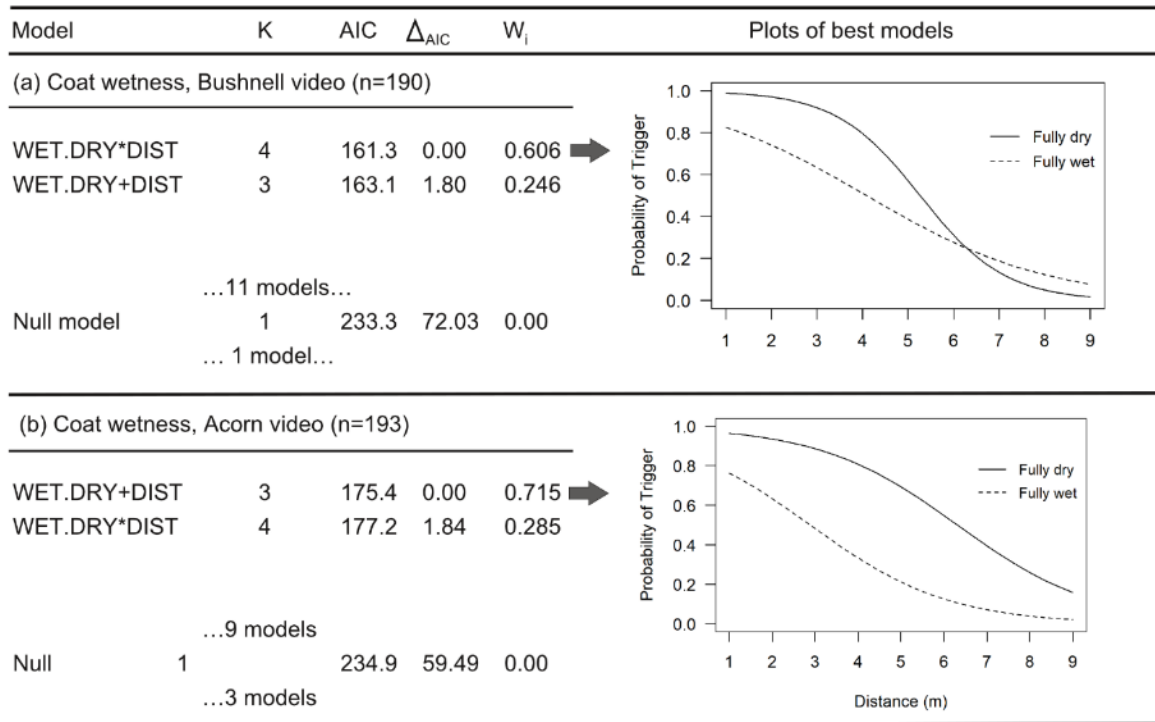 Model K AIC ΔAIC Wi Plots of best models
(a) Coat wetness, Bushnell video (n=190)
WET.DRY*DIST 4 161.3 0.00 0.606
WET.DRY+DIST 3 163.1 1.80 0.246
...11 models...
Null model 1 233.3 72.03 0.00
... 1 model...
Probability of Trigger
1.0
0.8
0.6
0.4
0.2
0.0
Fully dry
Fully wet
1 2 3 4 5 6 7 8 9
(b) Coat wetness, Acorn video (n=193)
WET.DRY+DIST 3 175.4 0.00 0.715
WET.DRY*DIST 4 177.2 1.84 0.285
...9 models
Null 1 234.9 59.49 0.00
...3 models
Probability of Trigger
1.0
0.8
0.6
0.4
0.2
0.0
Fully dry
Fully wet
1 2 3 4 5 6 7 8 9
Distance (m)